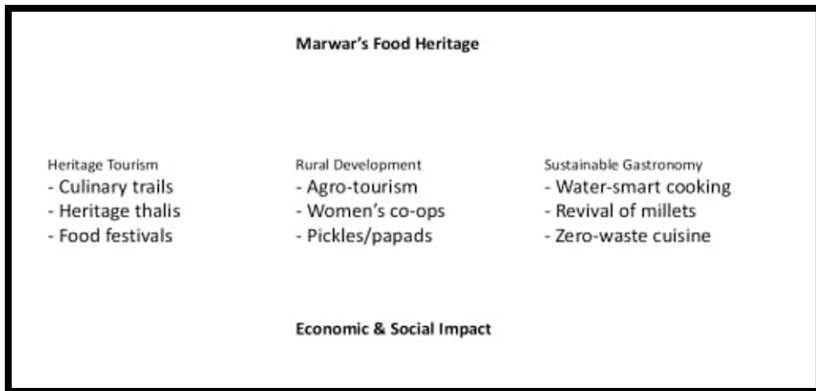 Marwar's Food Heritage
Heritage Tourism
- Culinary trails
- Heritage thalis
- Food festivals
Rural Development
- Agro-tourism
- Women's co-ops
- Pickles/papads
Sustainable Gastronomy
- Water-smart cooking
- Revival of millets
- Zero-waste cuisine
Economic & Social Impact